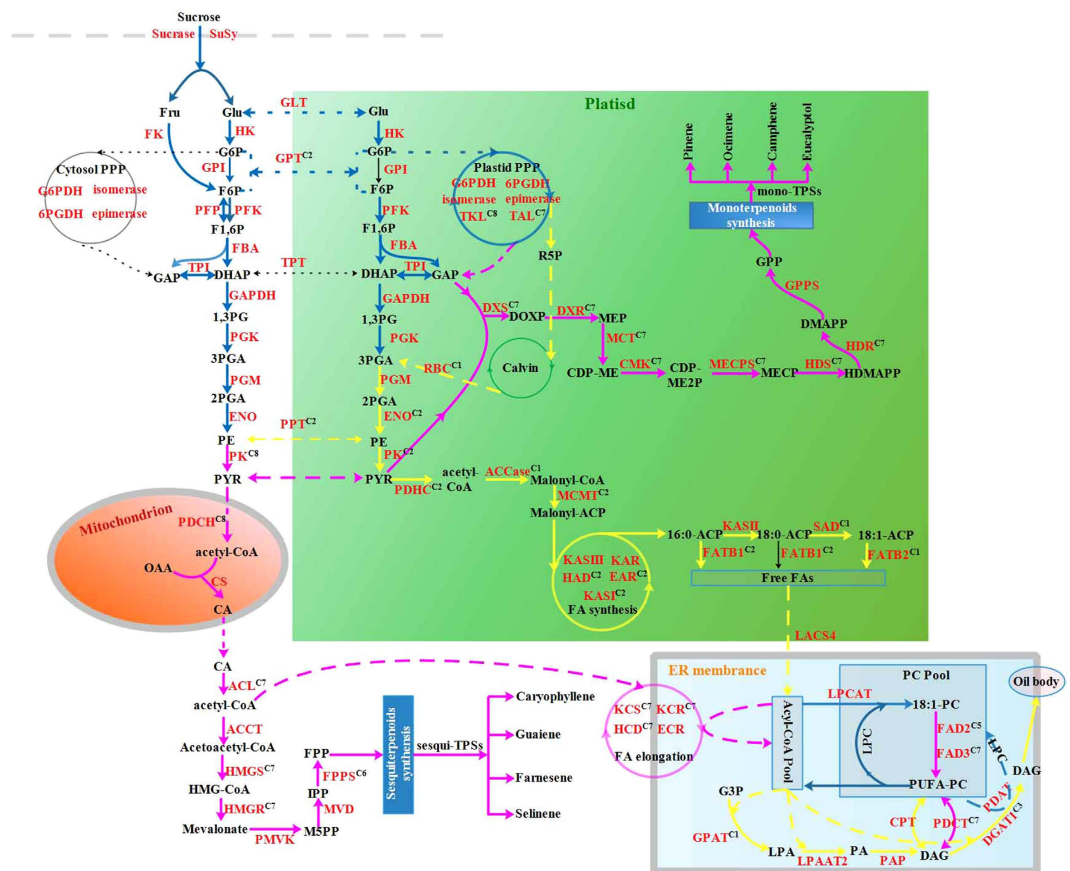 Sucrose
Sucrase SuSy
Platisd
Fru
Glu
GLT
Glu
FK
HK
HK
G6P
GPT^C2
G6P
Cytosol PPP
G6PDH isomerase
6PGDH epimerase
GPI
GPI
Plastid PPP
G6PDH 6PGDH
isomerase epimerase
TKL^C8 TAL^C7
F6P
F6P
PFP PFK
PFK
F1,6P
F1,6P
FBA
FBA
R5P
GAP
TPI
DHAP
TPT
DHAP
TPI
GAP
GAPDH
GAPDH
1,3PG
1,3PG
PGK
PGK
3PGA
3PGA
RBC^C1
Calvin
PGM
PGM
2PGA
2PGA
ENO
ENO^C2
PE
PPT^C2
PE
PK^C8
PK^C2
PYR
PYR
Pinene
Ocimene
Camphene
Eucalyptol
mono-TPSs
Monoterpenoids
synthesis
GPP
GPPS
DMAPP
HDR^C7
DXS^C7
DOXP
DXR^C7
MEP
MCT^C7
CDP-ME
CMK^C7
CDP-
ME2P
MECPS^C7
MECP
HDS^C7
HDMAPP
PDHC^C2
acetyl-
CoA
ACCase^C1
Malonyl-CoA
MCMT^C2
Malonyl-ACP
KASIII KAR
HAD^C2 EAR^C2
KASI^C2
FA synthesis
16:0-ACP
KASII
18:0-ACP
SAD^C1
18:1-ACP
FATB1^C2
FATB1^C2
FATB2^C1
Free FAs
LACS4
Mitochondrion
PDCH^C8
acetyl-CoA
OAA
CS
CA
CA
ACL^C7
acetyl-CoA
ACCT
Acetoacetyl-CoA
HMGS^C7
HMG-CoA
HMGR^C7
Mevalonate
PMVK
M5PP
MVD
IPP
FPPS^C6
FPP
Sesquiterpenoids
synthensis
sesqui-TPSs
Caryophyllene
Guaiene
Farnesene
Selinene
KCS^C7 KCR^C7
HCD^C7 ECR
FA elongation
ER membrance
Oil body
PC Pool
Acyl-CoA Pool
LPCAT
18:1-PC
LPC
FAD2^C5
FAD3^C7
LPC
PUFA-PC
PDAT
DAG
G3P
GPAT^C1
CPT
PDCT^C7
DGAT1^C3
LPA
LPAAT2
PA
PAP
DAG